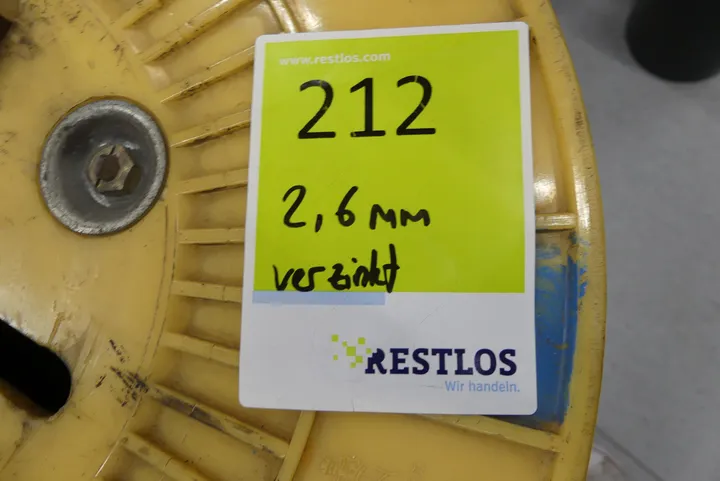 www.restlos.com
212
2,6 mm
verzinkt
RESTLOS
Wir handeln.